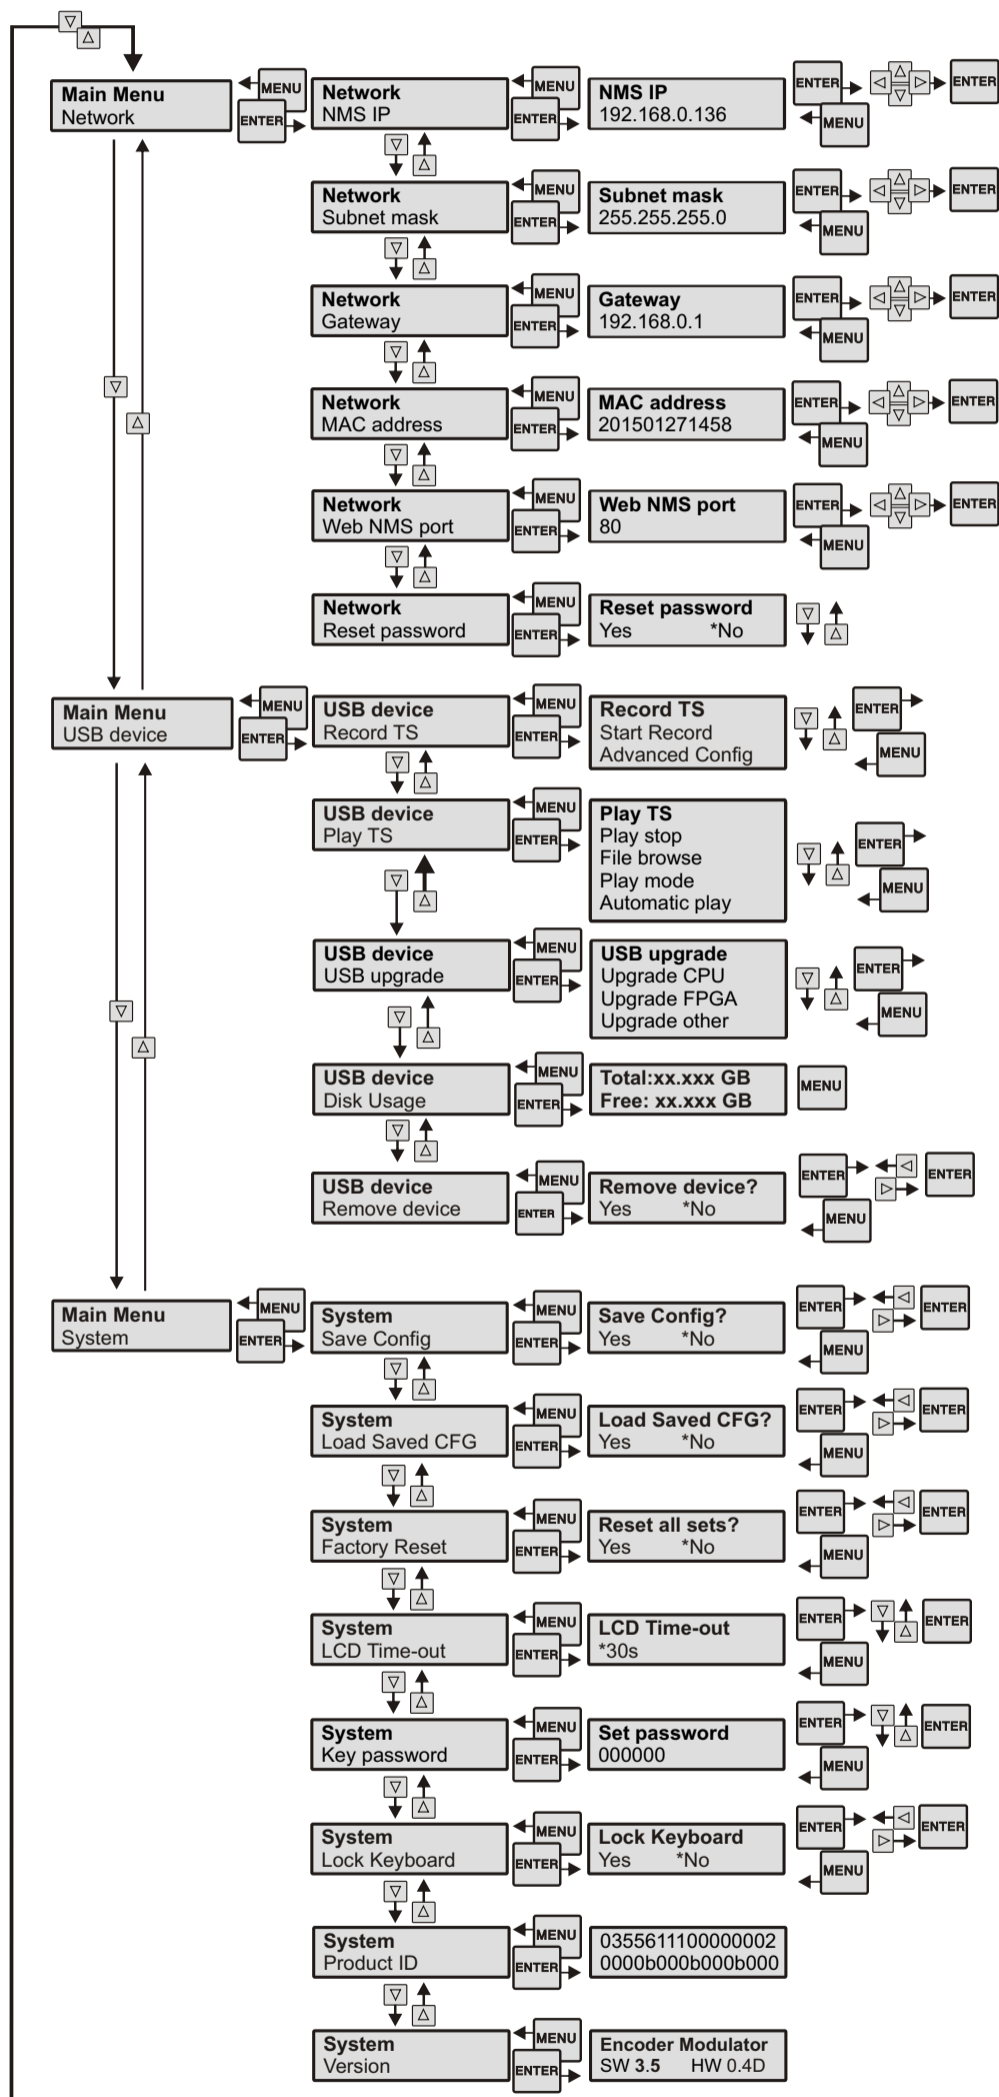 Main Menu
Network
MENU
ENTER
Network
NMS IP
MENU
ENTER
NMS IP
192.168.0.136
ENTER
MENU
ENTER
Network
Subnet mask
MENU
ENTER
Subnet mask
255.255.255.0
ENTER
MENU
ENTER
Network
Gateway
MENU
ENTER
Gateway
192.168.0.1
ENTER
MENU
ENTER
Network
MAC address
MENU
ENTER
MAC address
201501271458
ENTER
MENU
ENTER
Network
Web NMS port
MENU
ENTER
Web NMS port
80
ENTER
MENU
ENTER
Network
Reset password
MENU
ENTER
Reset password
Yes *No
Main Menu
USB device
MENU
ENTER
USB device
Record TS
MENU
ENTER
Record TS
Start Record
Advanced Config
ENTER
MENU
USB device
Play TS
MENU
ENTER
Play TS
Play stop
File browse
Play mode
Automatic play
ENTER
MENU
USB device
USB upgrade
MENU
ENTER
USB upgrade
Upgrade CPU
Upgrade FPGA
Upgrade other
ENTER
MENU
USB device
Disk Usage
MENU
ENTER
Total:xx.xxx GB
Free: xx.xxx GB
MENU
USB device
Remove device
MENU
ENTER
Remove device?
Yes *No
ENTER
MENU
ENTER
Main Menu
System
MENU
ENTER
System
Save Config
MENU
ENTER
Save Config?
Yes *No
ENTER
MENU
ENTER
System
Load Saved CFG
MENU
ENTER
Load Saved CFG?
Yes *No
ENTER
MENU
ENTER
System
Factory Reset
MENU
ENTER
Reset all sets?
Yes *No
ENTER
MENU
ENTER
System
LCD Time-out
MENU
ENTER
LCD Time-out
*30s
ENTER
MENU
ENTER
System
Key password
MENU
ENTER
Set password
000000
ENTER
MENU
ENTER
System
Lock Keyboard
MENU
ENTER
Lock Keyboard
Yes *No
ENTER
MENU
ENTER
System
Product ID
MENU
ENTER
0355611100000002
0000b000b000b000
System
Version
MENU
ENTER
Encoder Modulator
SW 3.5 HW 0.4D